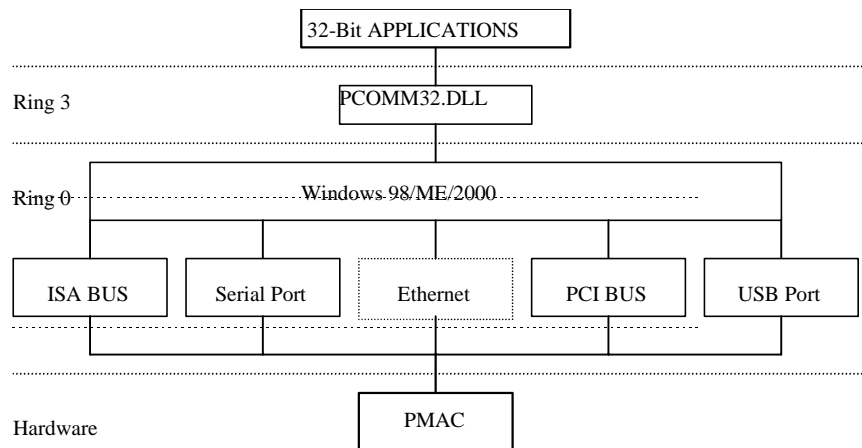 32-Bit APPLICATIONS
Ring 3
PCOMM32.DLL
Ring 0
Windows 98/ME/2000
ISA BUS
Serial Port
Ethernet
PCI BUS
USB Port
Hardware
PMAC